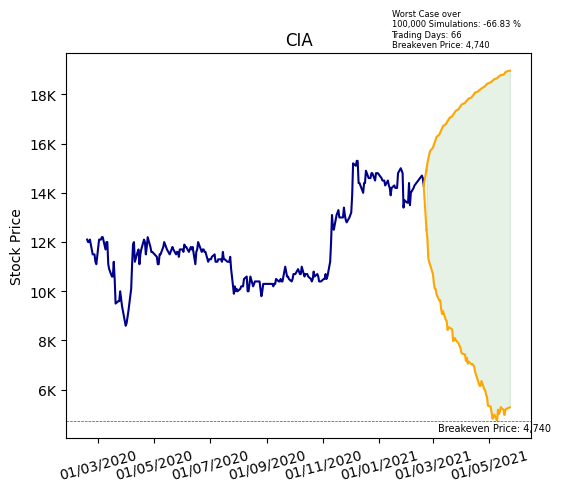 Worst Case over
100,000 Simulations: -66.83 %
Trading Days: 66
Breakeven Price: 4,740
CIA
Stock Price
18K
16K
14K
12K
10K
8K
6K
Breakeven Price: 4,740
01/03/2020
01/05/2020
01/07/2020
01/09/2020
01/11/2020
01/01/2021
01/03/2021
01/05/2021